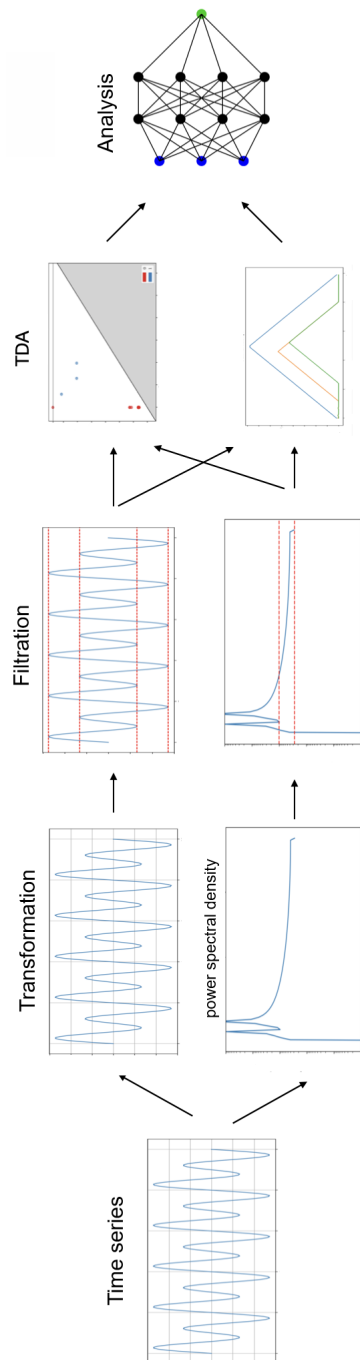 Time series
Transformation
power spectral density
Filtration
TDA
Analysis